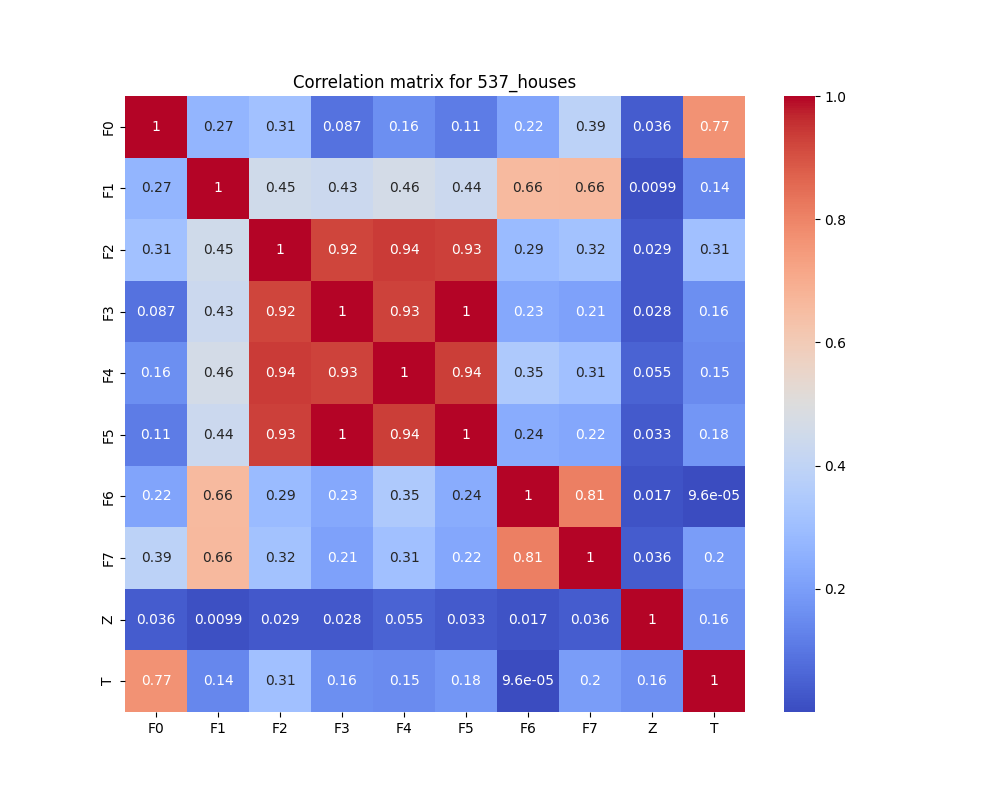 Correlation matrix for 537_houses
F0 1 0.27 0.31 0.087 0.16 0.11 0.22 0.39 0.036 0.77
F1 0.27 1 0.45 0.43 0.46 0.44 0.66 0.66 0.0099 0.14
F2 0.31 0.45 1 0.92 0.94 0.93 0.29 0.32 0.029 0.31
F3 0.087 0.43 0.92 1 0.93 1 0.23 0.21 0.028 0.16
F4 0.16 0.46 0.94 0.93 1 0.94 0.35 0.31 0.055 0.15
F5 0.11 0.44 0.93 1 0.94 1 0.24 0.22 0.033 0.18
F6 0.22 0.66 0.29 0.23 0.35 0.24 1 0.81 0.017 9.6e-05
F7 0.39 0.66 0.32 0.21 0.31 0.22 0.81 1 0.036 0.2
Z 0.036 0.0099 0.029 0.028 0.055 0.033 0.017 0.036 1 0.16
T 0.77 0.14 0.31 0.16 0.15 0.18 9.6e-05 0.2 0.16 1
F0 F1 F2 F3 F4 F5 F6 F7 Z T
1.0
0.8
0.6
0.4
0.2